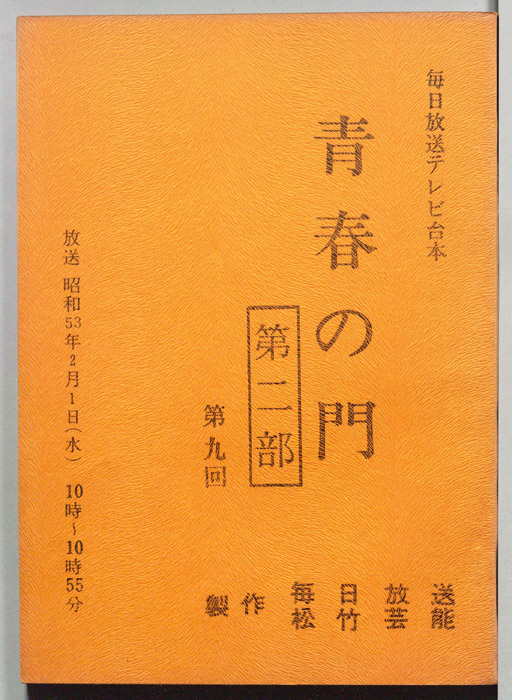 毎日放送テレビ台本
青春の門
第二部
第九回
放送 昭和53年2月1日(水) 10時~10時55分
製作 毎日放送
松竹芸能